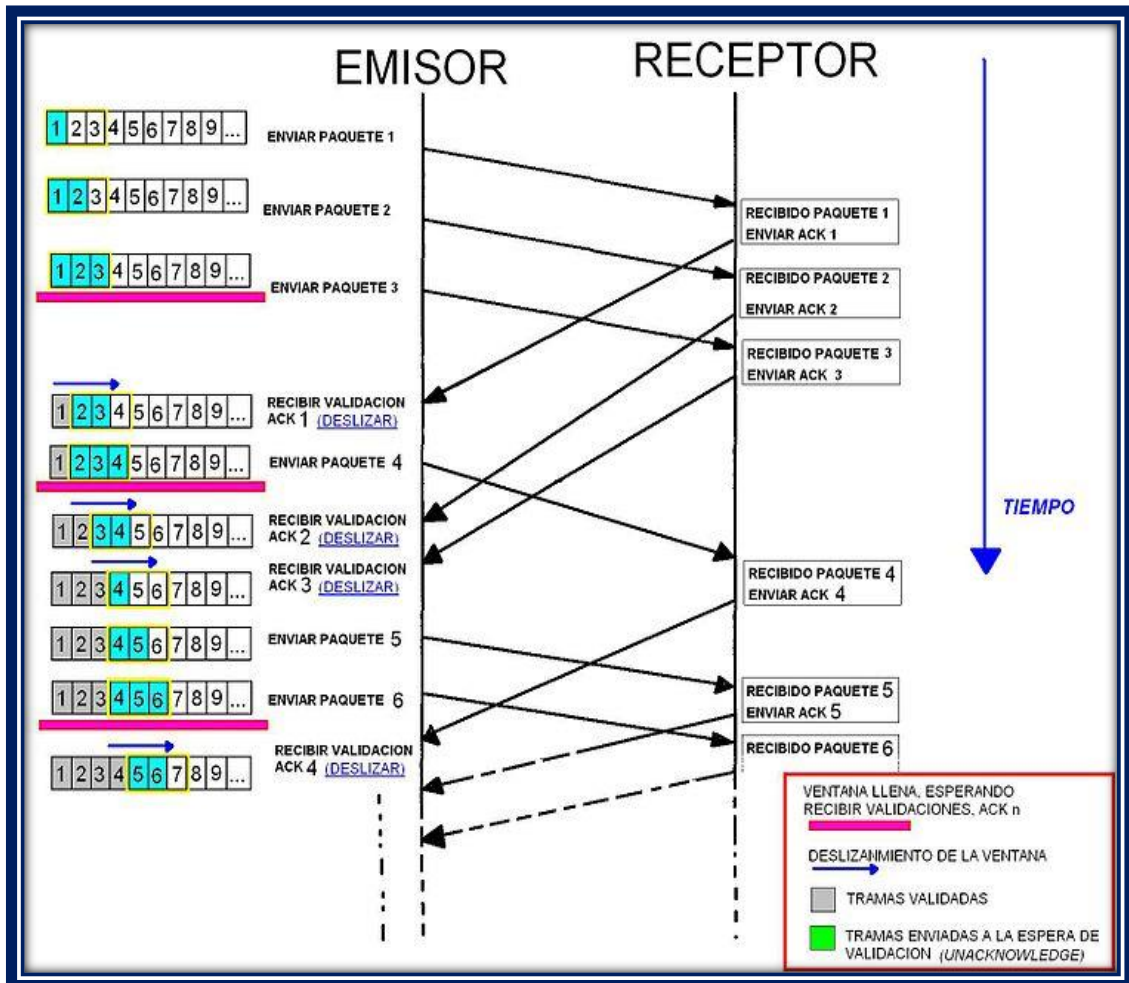 EMISOR
RECEPTOR
1 2 3 4 5 6 7 8 9 ...
ENVIAR PAQUETE 1
1 2 3 4 5 6 7 8 9 ...
ENVIAR PAQUETE 2
RECIBIDO PAQUETE 1
ENVIAR ACK 1
1 2 3 4 5 6 7 8 9 ...
ENVIAR PAQUETE 3
RECIBIDO PAQUETE 2
ENVIAR ACK 2
RECIBIDO PAQUETE 3
ENVIAR ACK 3
1 2 3 4 5 6 7 8 9 ...
RECIBIR VALIDACION
ACK 1 (DESLIZAR)
1 2 3 4 5 6 7 8 9 ...
ENVIAR PAQUETE 4
1 2 3 4 5 6 7 8 9 ...
RECIBIR VALIDACION
ACK 2 (DESLIZAR)
TIEMPO
1 2 3 4 5 6 7 8 9 ...
RECIBIR VALIDACION
ACK 3 (DESLIZAR)
RECIBIDO PAQUETE 4
ENVIAR ACK 4
1 2 3 4 5 6 7 8 9 ...
ENVIAR PAQUETE 5
1 2 3 4 5 6 7 8 9 ...
ENVIAR PAQUETE 6
RECIBIDO PAQUETE 5
ENVIAR ACK 5
1 2 3 4 5 6 7 8 9 ...
RECIBIR VALIDACION
ACK 4 (DESLIZAR)
RECIBIDO PAQUETE 6
VENTANA LLENA, ESPERANDO
RECIBIR VALIDACIONES, ACK n
DESLIZANMIENTO DE LA VENTANA
TRAMAS VALIDADAS
TRAMAS ENVIADAS A LA ESPERA DE
VALIDACION (UNACKNOWLEDGE)